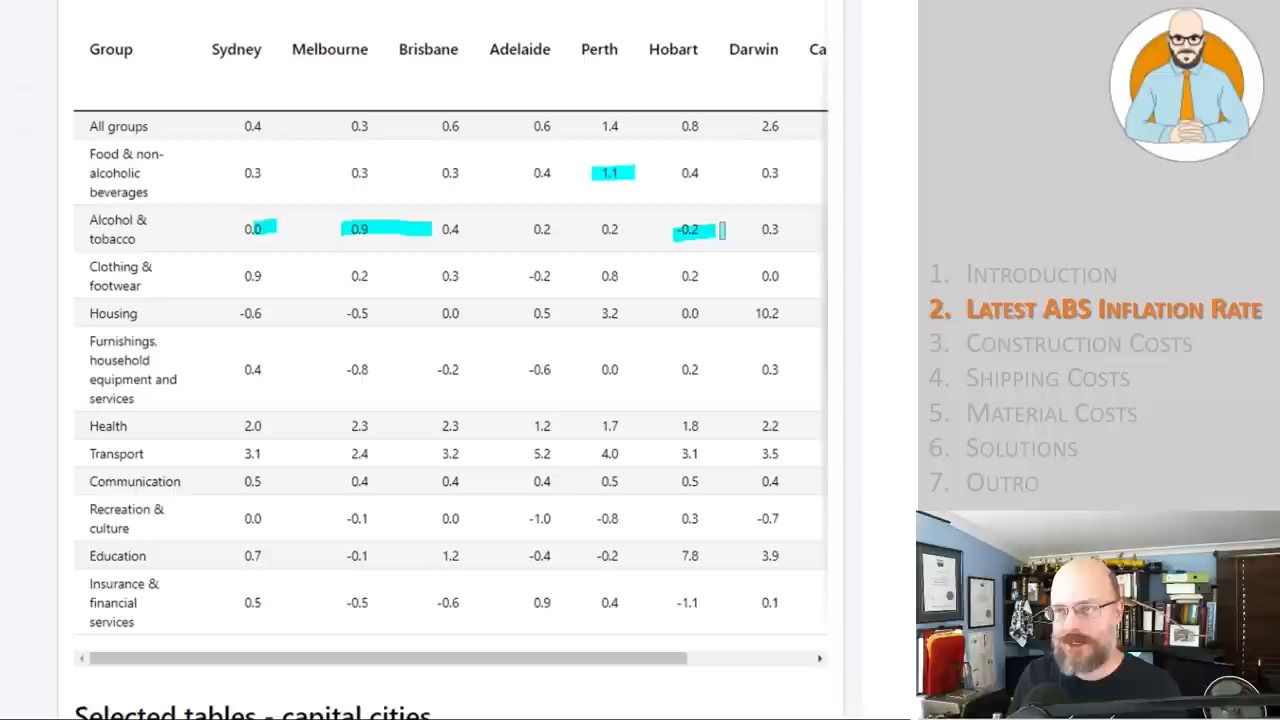 Group Sydney Melbourne Brisbane Adelaide Perth Hobart Darwin Ca
All groups 0.4 0.3 0.6 0.6 1.4 0.8 2.6
Food & non-
alcoholic 0.3 0.3 0.3 0.4 1.1 0.4 0.3
beverages
Alcohol &
tobacco 0.0 0.9 0.4 0.2 0.2 -0.2 0.3
Clothing &
footwear 0.9 0.2 0.3 -0.2 0.8 0.2 0.0
Housing -0.6 -0.5 0.0 0.5 3.2 0.0 10.2
Furnishings,
household
equipment and 0.4 -0.8 -0.2 -0.6 0.0 0.2 0.3
services
Health 2.0 2.3 2.3 1.2 1.7 1.8 2.2
Transport 3.1 2.4 3.2 5.2 4.0 3.1 3.5
Communication 0.5 0.4 0.4 0.4 0.5 0.5 0.4
Recreation &
culture 0.0 -0.1 0.0 -1.0 -0.8 0.3 -0.7
Education 0.7 -0.1 1.2 -0.4 -0.2 7.8 3.9
Insurance &
financial 0.5 -0.5 -0.6 0.9 0.4 -1.1 0.1
services
Selected tables - capital cities
1. Introduction
2. Latest ABS Inflation Rate
3. Construction Costs
4. Shipping Costs
5. Material Costs
6. Solutions
7. Outro